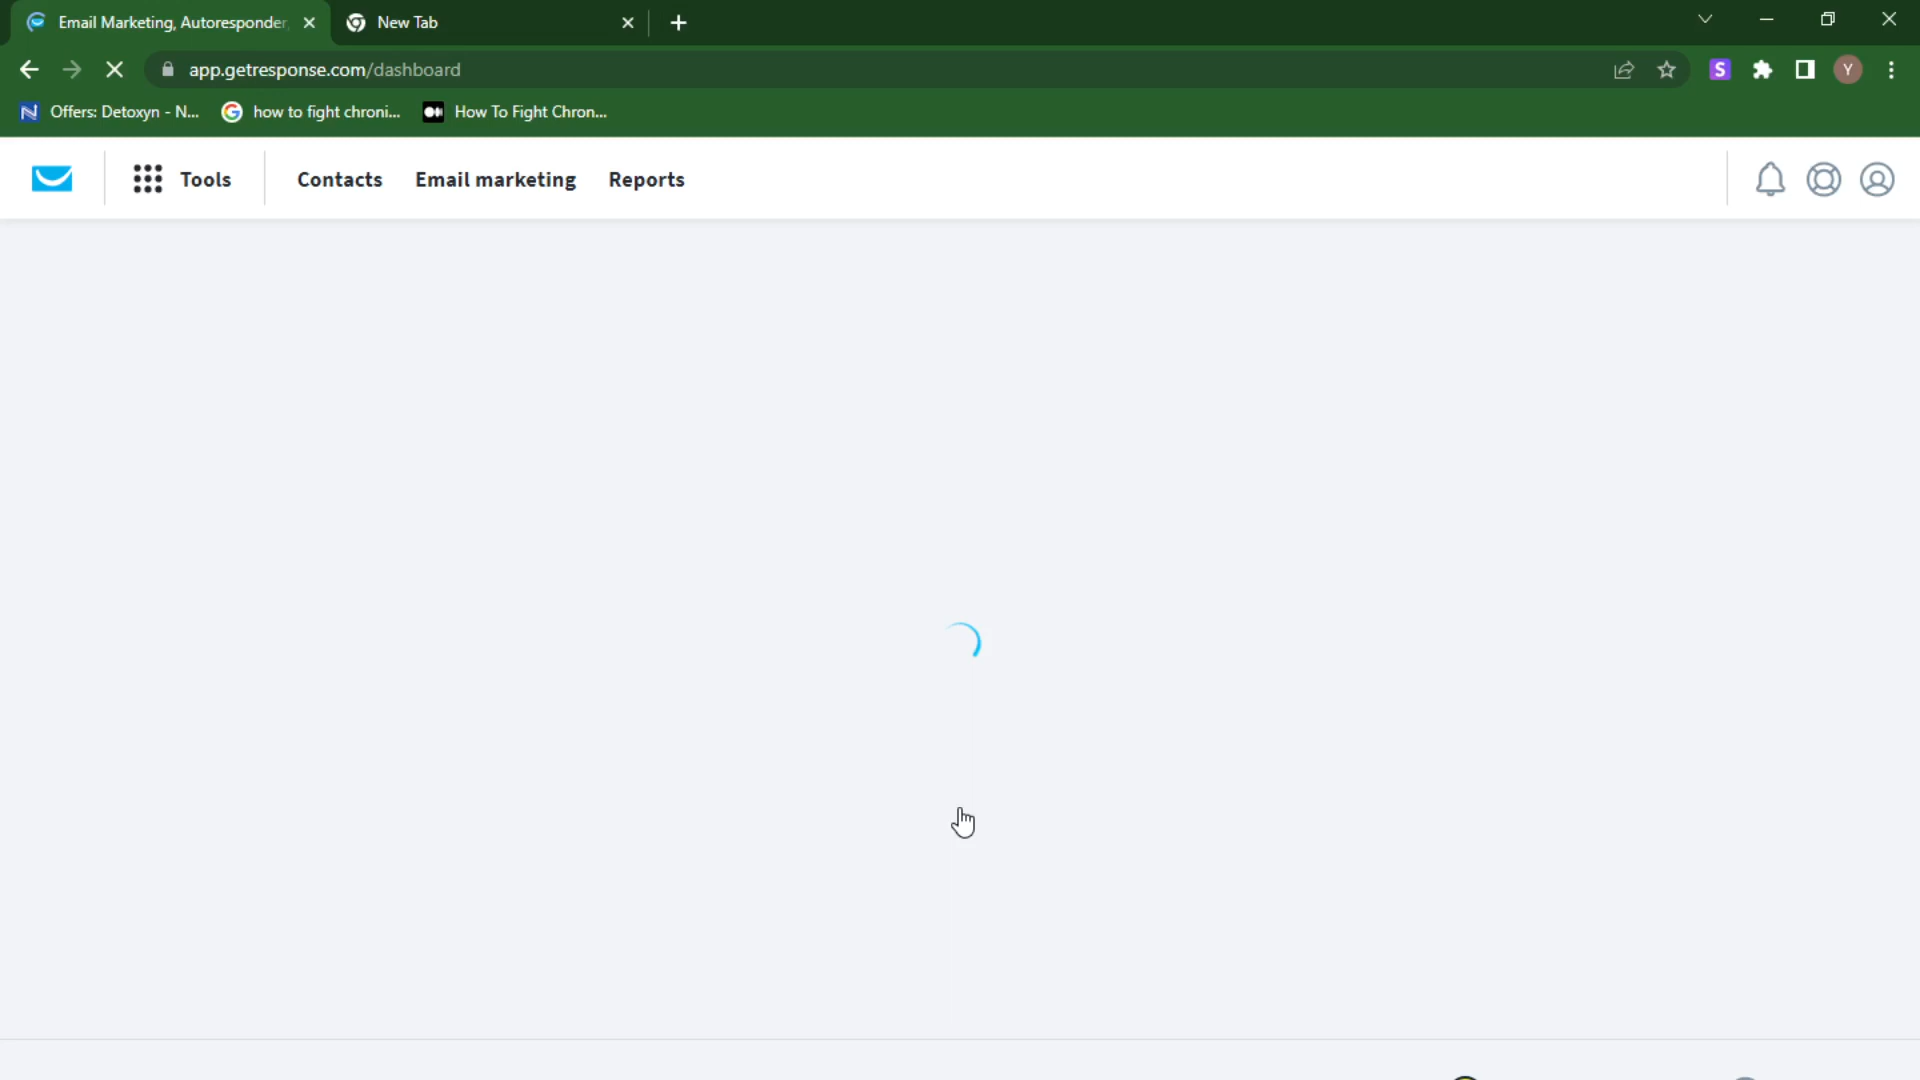 Email Marketing, Autoresponder,
New Tab
app.getresponse.com/dashboard
S
Y
Offers: Detoxyn - N...
how to fight chroni...
How To Fight Chron...
Tools
Contacts
Email marketing
Reports